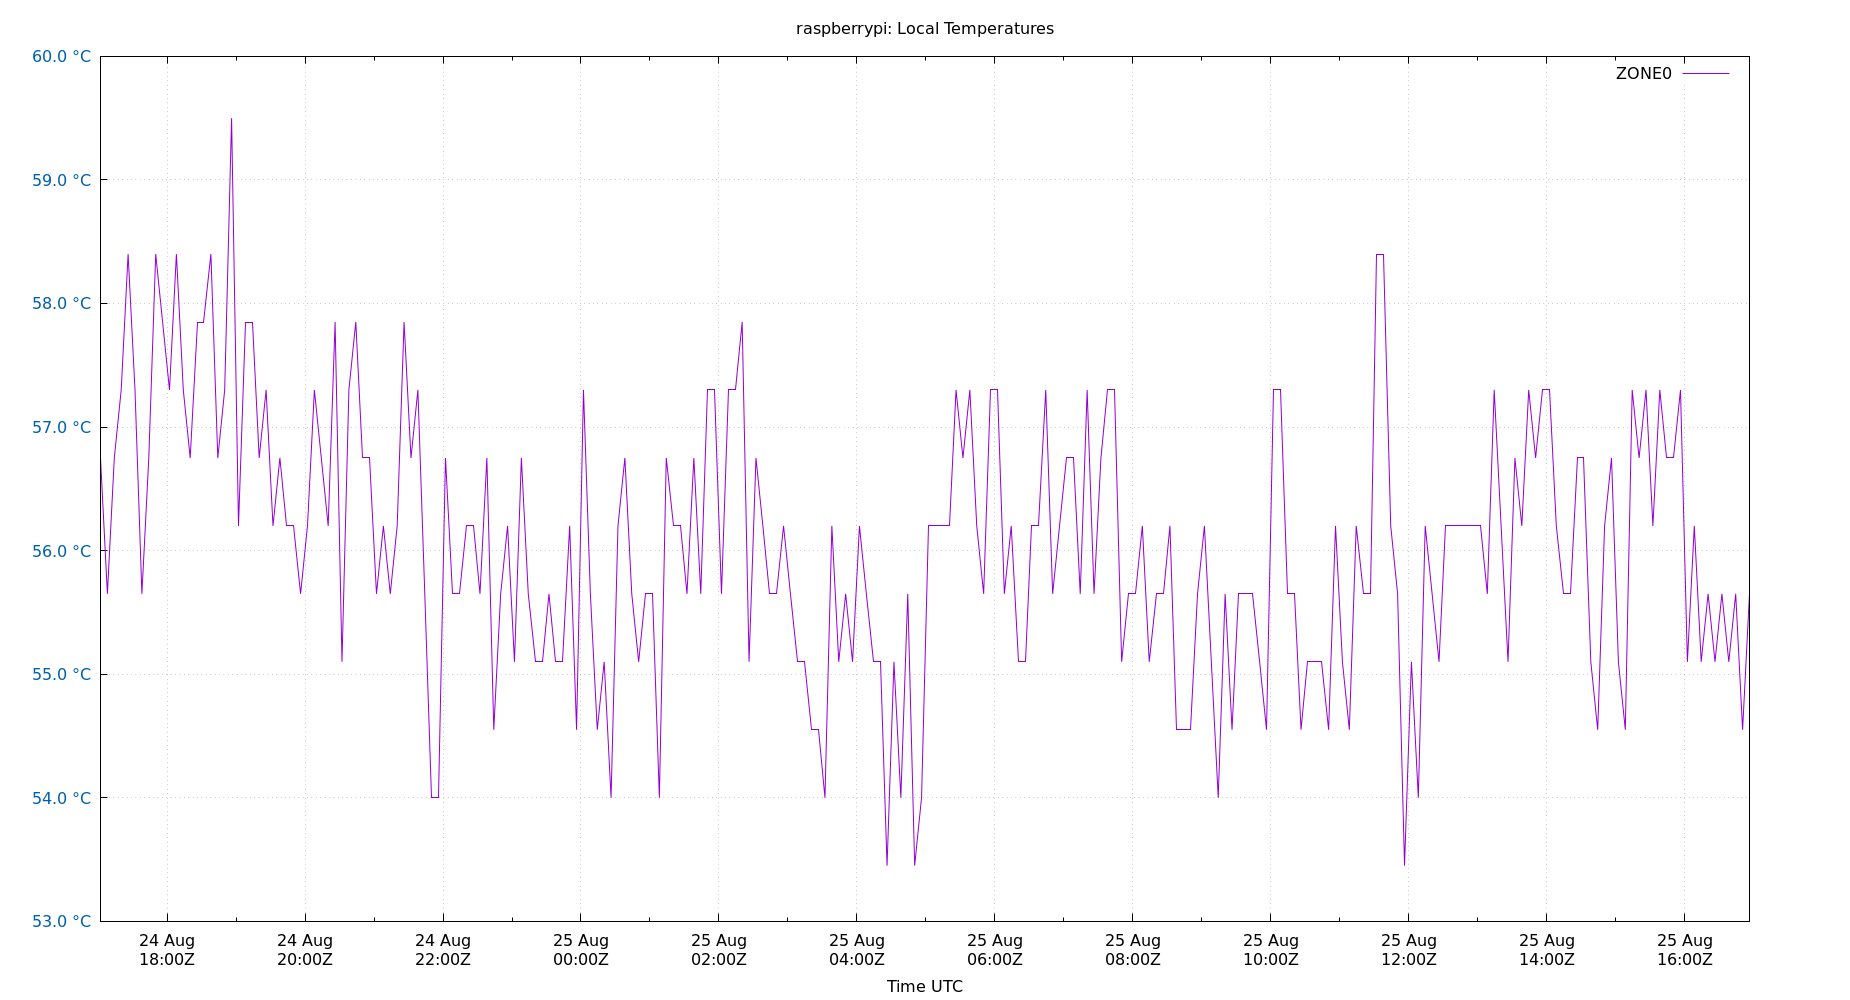 raspberrypi: Local Temperatures
60.0 °C
ZONE0
59.0 °C
58.0 °C
57.0 °C
56.0 °C
55.0 °C
54.0 °C
53.0 °C
24 Aug 24 Aug 24 Aug 25 Aug 25 Aug 25 Aug 25 Aug 25 Aug 25 Aug 25 Aug 25 Aug 25 Aug
18:00Z 20:00Z 22:00Z 00:00Z 02:00Z 04:00Z 06:00Z 08:00Z 10:00Z 12:00Z 14:00Z 16:00Z
Time UTC